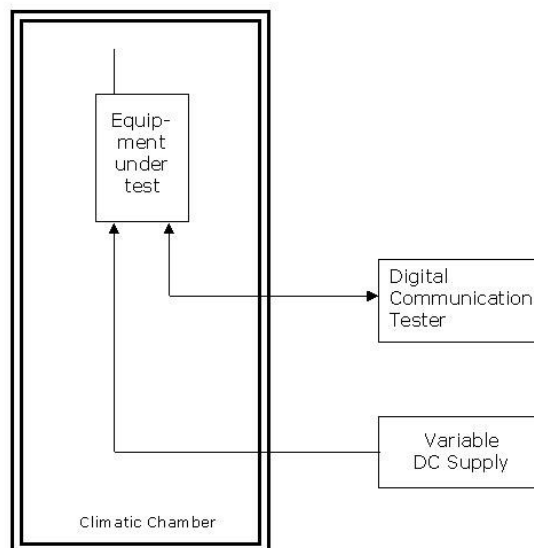 Equip-
ment
under
test
Digital
Communication
Tester
Variable
DC Supply
Climatic Chamber